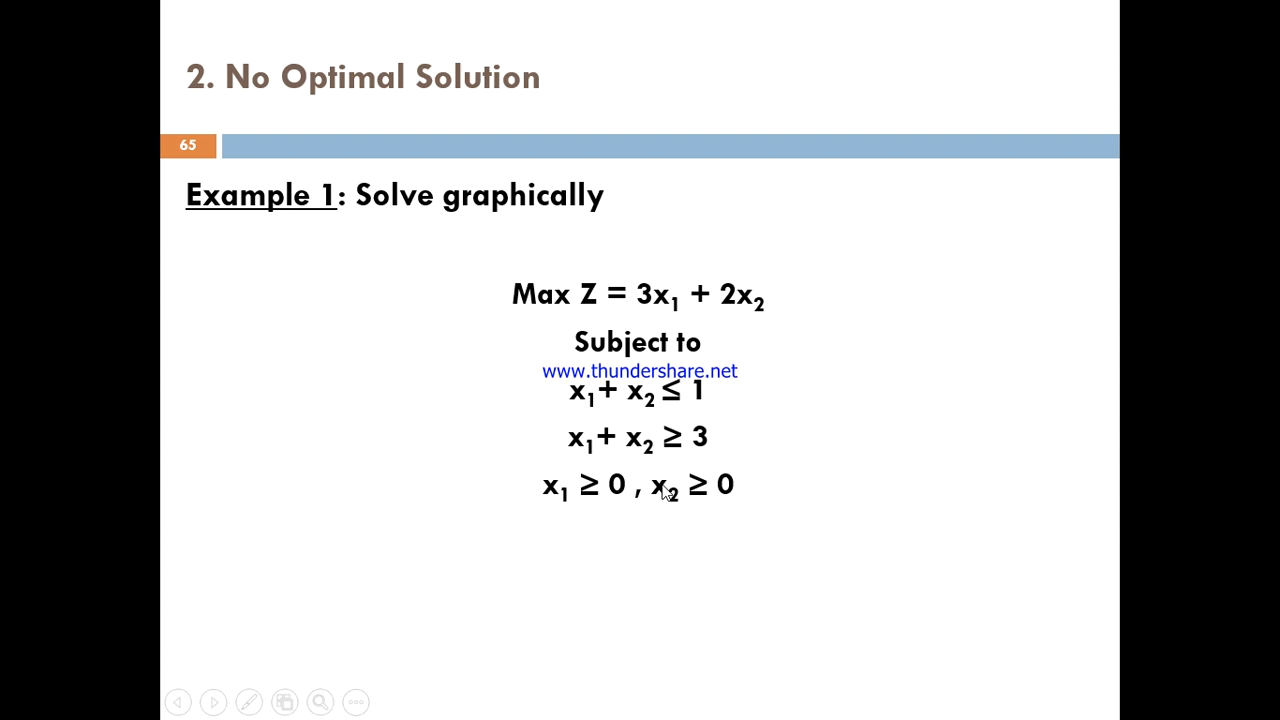 2. No Optimal Solution
65
Example 1: Solve graphically
Max Z = 3x₁ + 2x₂
Subject to
www.thundershare.net
x₁+ x₂ ≤ 1
x₁+ x₂ ≥ 3
x₁ ≥ 0 , x₂ ≥ 0